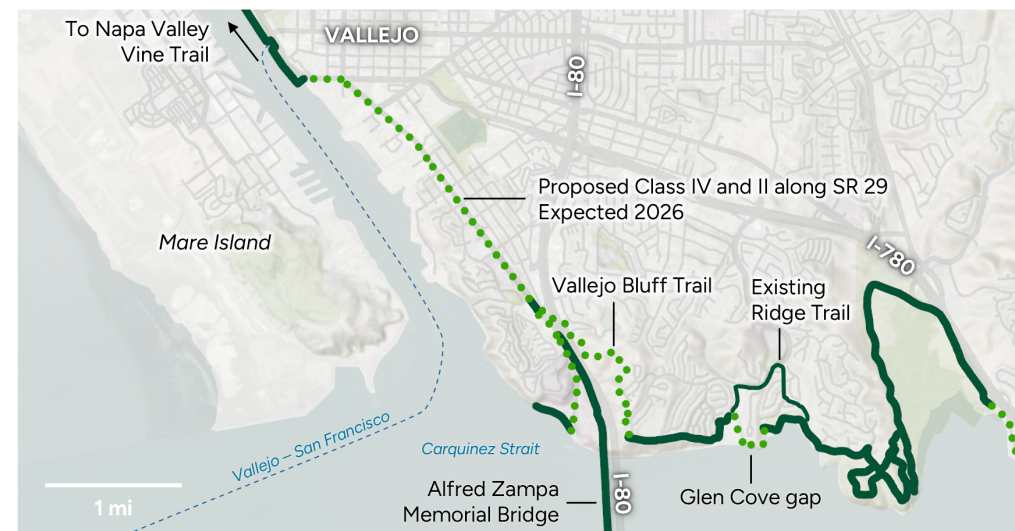 To Napa Valley
Vine Trail
VALLEJO
I-80
Proposed Class IV and II along SR 29
Expected 2026
Mare Island
I-780
Vallejo Bluff Trail
Existing
Ridge Trail
Vallejo – San Francisco
Carquinez Strait
1 mi
Alfred Zampa
Memorial Bridge
I-80
Glen Cove gap